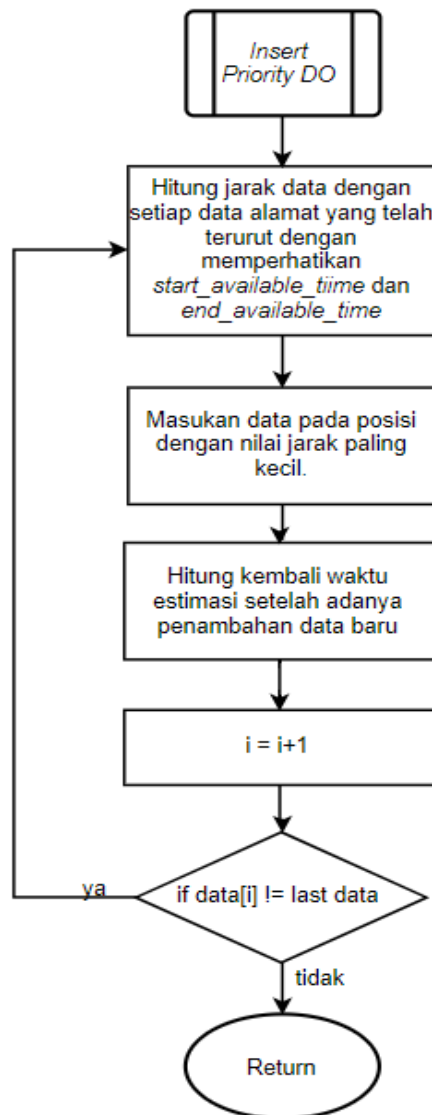 Insert
Priority DO
Hitung jarak data dengan
setiap data alamat yang telah
terurut dengan
memperhatikan
start_available_tiime dan
end_available_time
Masukan data pada posisi
dengan nilai jarak paling
kecil.
Hitung kembali waktu
estimasi setelah adanya
penambahan data baru
i = i+1
if data[i] != last data
ya
tidak
Return